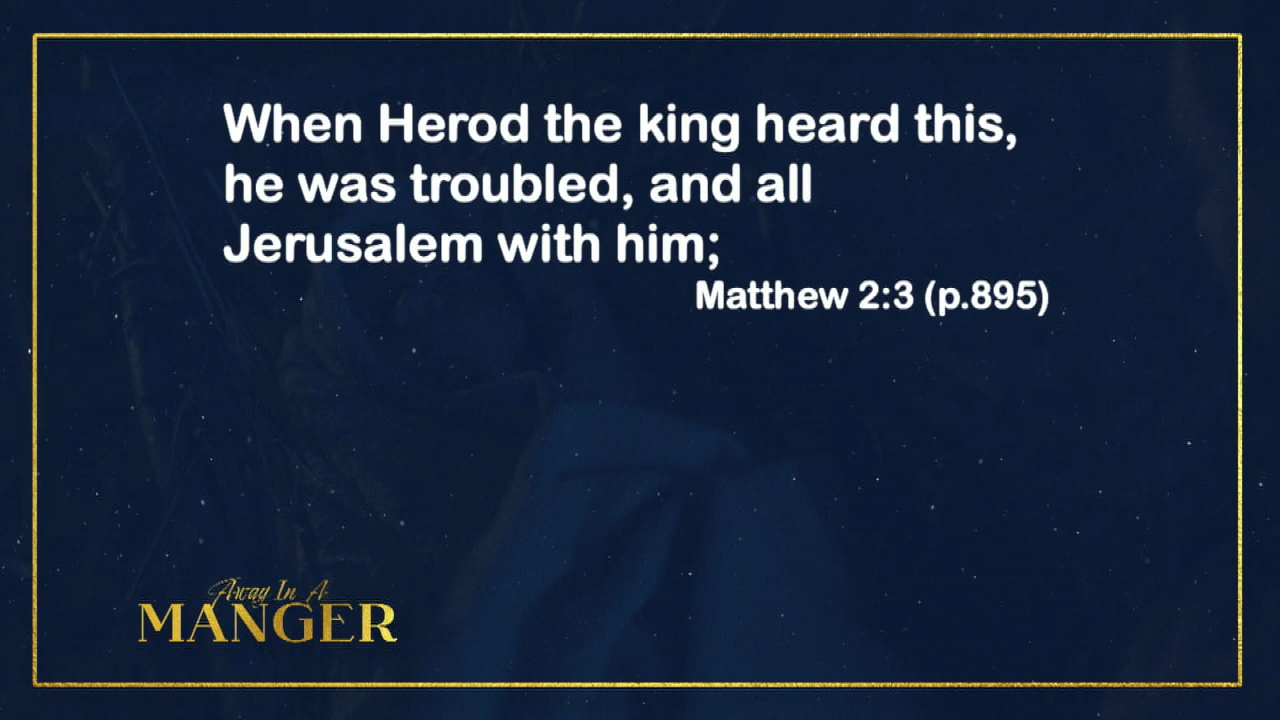 When Herod the king heard this,
he was troubled, and all
Jerusalem with him;
Matthew 2:3 (p.895)
Away In A
MANGER